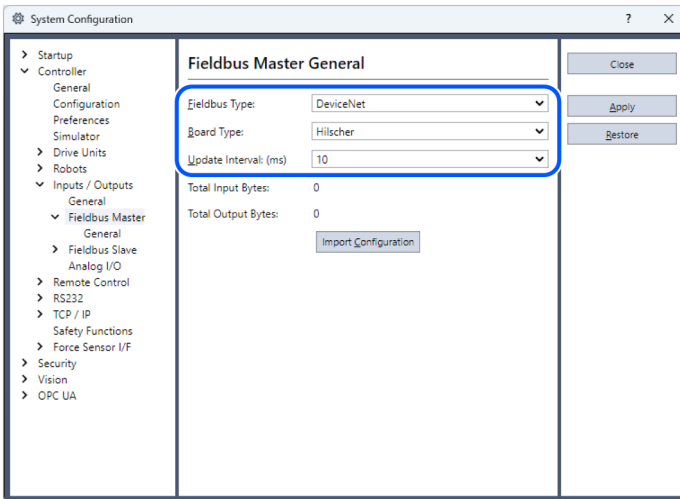 System Configuration
?
Startup
Controller
General
Configuration
Preferences
Simulator
Drive Units
Robots
Inputs / Outputs
General
Fieldbus Master
General
Fieldbus Slave
Analog I/O
Remote Control
RS232
TCP / IP
Safety Functions
Force Sensor I/F
Security
Vision
OPC UA
Fieldbus Master General
Fieldbus Type: DeviceNet
Board Type: Hilscher
Update Interval: (ms) 10
Total Input Bytes: 0
Total Output Bytes: 0
Import Configuration
Close
Apply
Restore